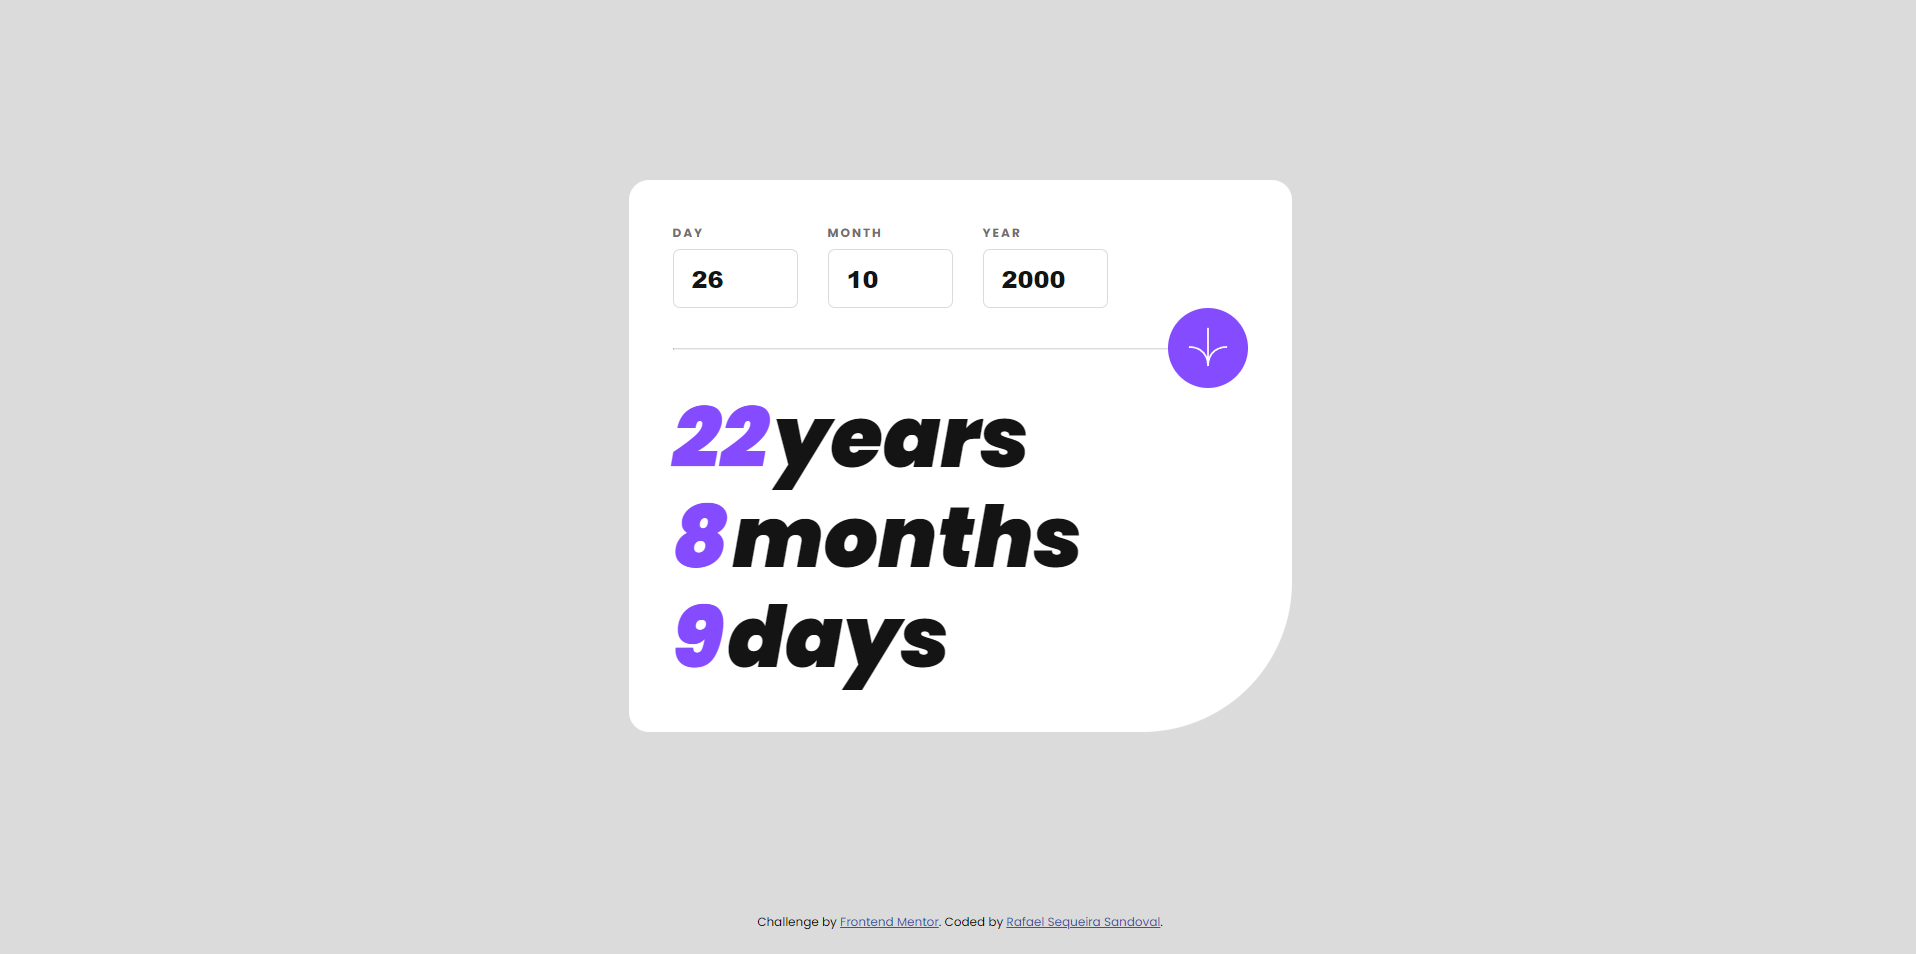 DAY MONTH YEAR
26 10 2000
22years
8months
9days
Challenge by Frontend Mentor. Coded by Rafael Sequeira Sandoval.